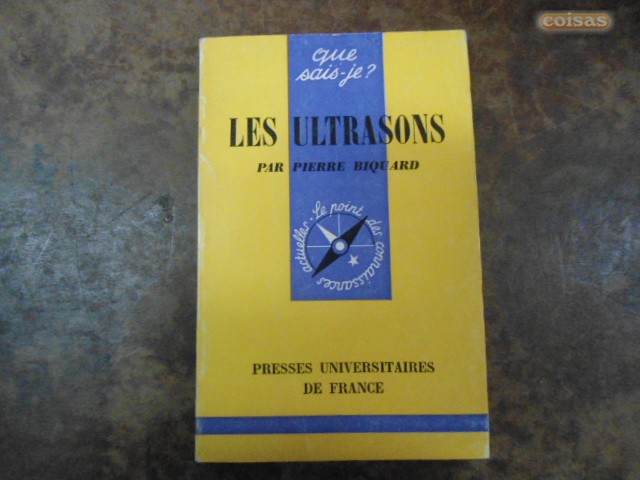 coisas
que
sais-je?
LES ULTRASONS
PAR PIERRE BIQUARD
Le point des connaissances actuelles
PRESSES UNIVERSITAIRES
DE FRANCE